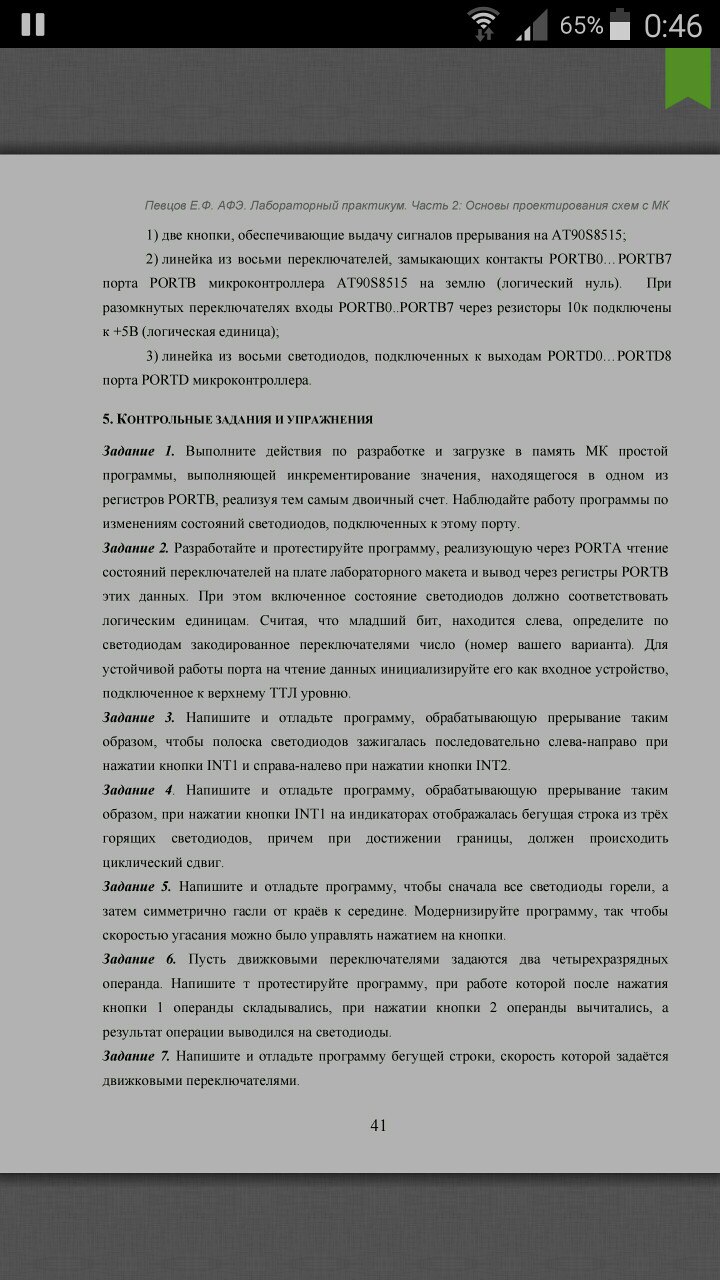 65% 0:46
Певцов Е.Ф. АФЭ. Лабораторный практикум. Часть 2: Основы проектирования схем с МК
1) две кнопки, обеспечивающие выдачу сигналов прерывания на AT90S8515;
2) линейка из восьми переключателей, замыкающих контакты PORTB0…PORTB7
порта PORTB микроконтроллера AT90S8515 на землю (логический нуль). При
разомкнутых переключателях входы PORTB0..PORTB7 через резисторы 10к подключены
к +5В (логическая единица);
3) линейка из восьми светодиодов, подключенных к выходам PORTD0…PORTD8
порта PORTD микроконтроллера.
5. КОНТРОЛЬНЫЕ ЗАДАНИЯ И УПРАЖНЕНИЯ
Задание 1. Выполните действия по разработке и загрузке в память МК простой
программы, выполняющей инкрементирование значения, находящегося в одном из
регистров PORTB, реализуя тем самым двоичный счет. Наблюдайте работу программы по
изменениям состояний светодиодов, подключенных к этому порту.
Задание 2. Разработайте и протестируйте программу, реализующую через PORTA чтение
состояний переключателей на плате лабораторного макета и вывод через регистры PORTB
этих данных. При этом включенное состояние светодиодов должно соответствовать
логическим единицам. Считая, что младший бит, находится слева, определите по
светодиодам закодированное переключателями число (номер вашего варианта). Для
устойчивой работы порта на чтение данных инициализируйте его как входное устройство,
подключенное к верхнему ТТЛ уровню.
Задание 3. Напишите и отладьте программу, обрабатывающую прерывание таким
образом, чтобы полоска светодиодов зажигалась последовательно слева-направо при
нажатии кнопки INT1 и справа-налево при нажатии кнопки INT2.
Задание 4. Напишите и отладьте программу, обрабатывающую прерывание таким
образом, при нажатии кнопки INT1 на индикаторах отображалась бегущая строка из трёх
горящих светодиодов, причем при достижении границы, должен происходить
циклический сдвиг.
Задание 5. Напишите и отладьте программу, чтобы сначала все светодиоды горели, а
затем симметрично гасли от краёв к середине. Модернизируйте программу, так чтобы
скоростью угасания можно было управлять нажатием на кнопки.
Задание 6. Пусть движковыми переключателями задаются два четырехразрядных
операнда. Напишите т протестируйте программу, при работе которой после нажатия
кнопки 1 операнды складывались, при нажатии кнопки 2 операнды вычитались, а
результат операции выводился на светодиоды.
Задание 7. Напишите и отладьте программу бегущей строки, скорость которой задаётся
движковыми переключателями.
41